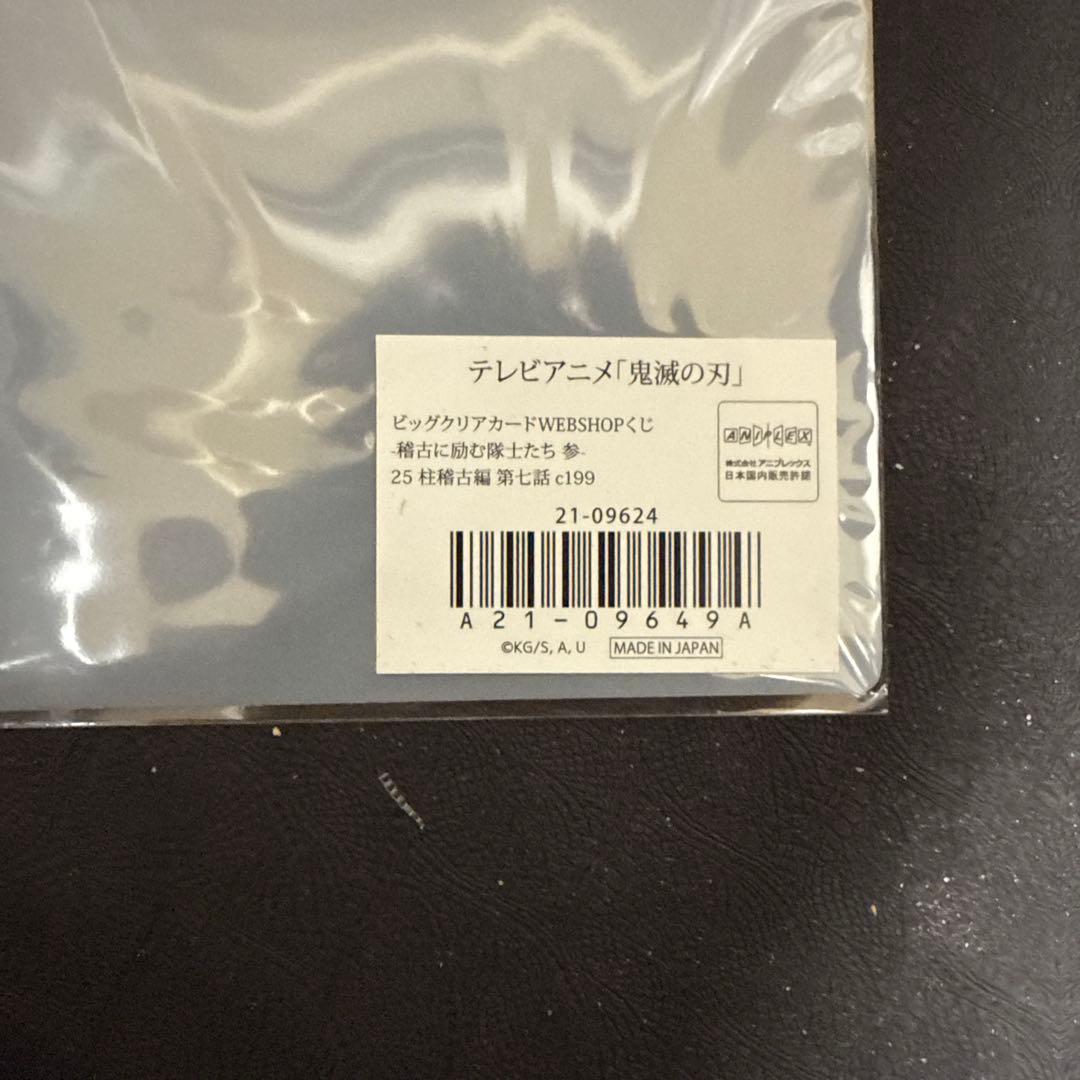 テレビアニメ「鬼滅の刃」
ビッグクリアカードWEBSHOPくじ
-稽古に励む隊士たち 参-
25 柱稽古編 第七話 c199
ANIPLEX
株式会社 アニプレックス
日本国内販売許諾
21-09624
A21-09649A
©KG/S, A, U MADE IN JAPAN